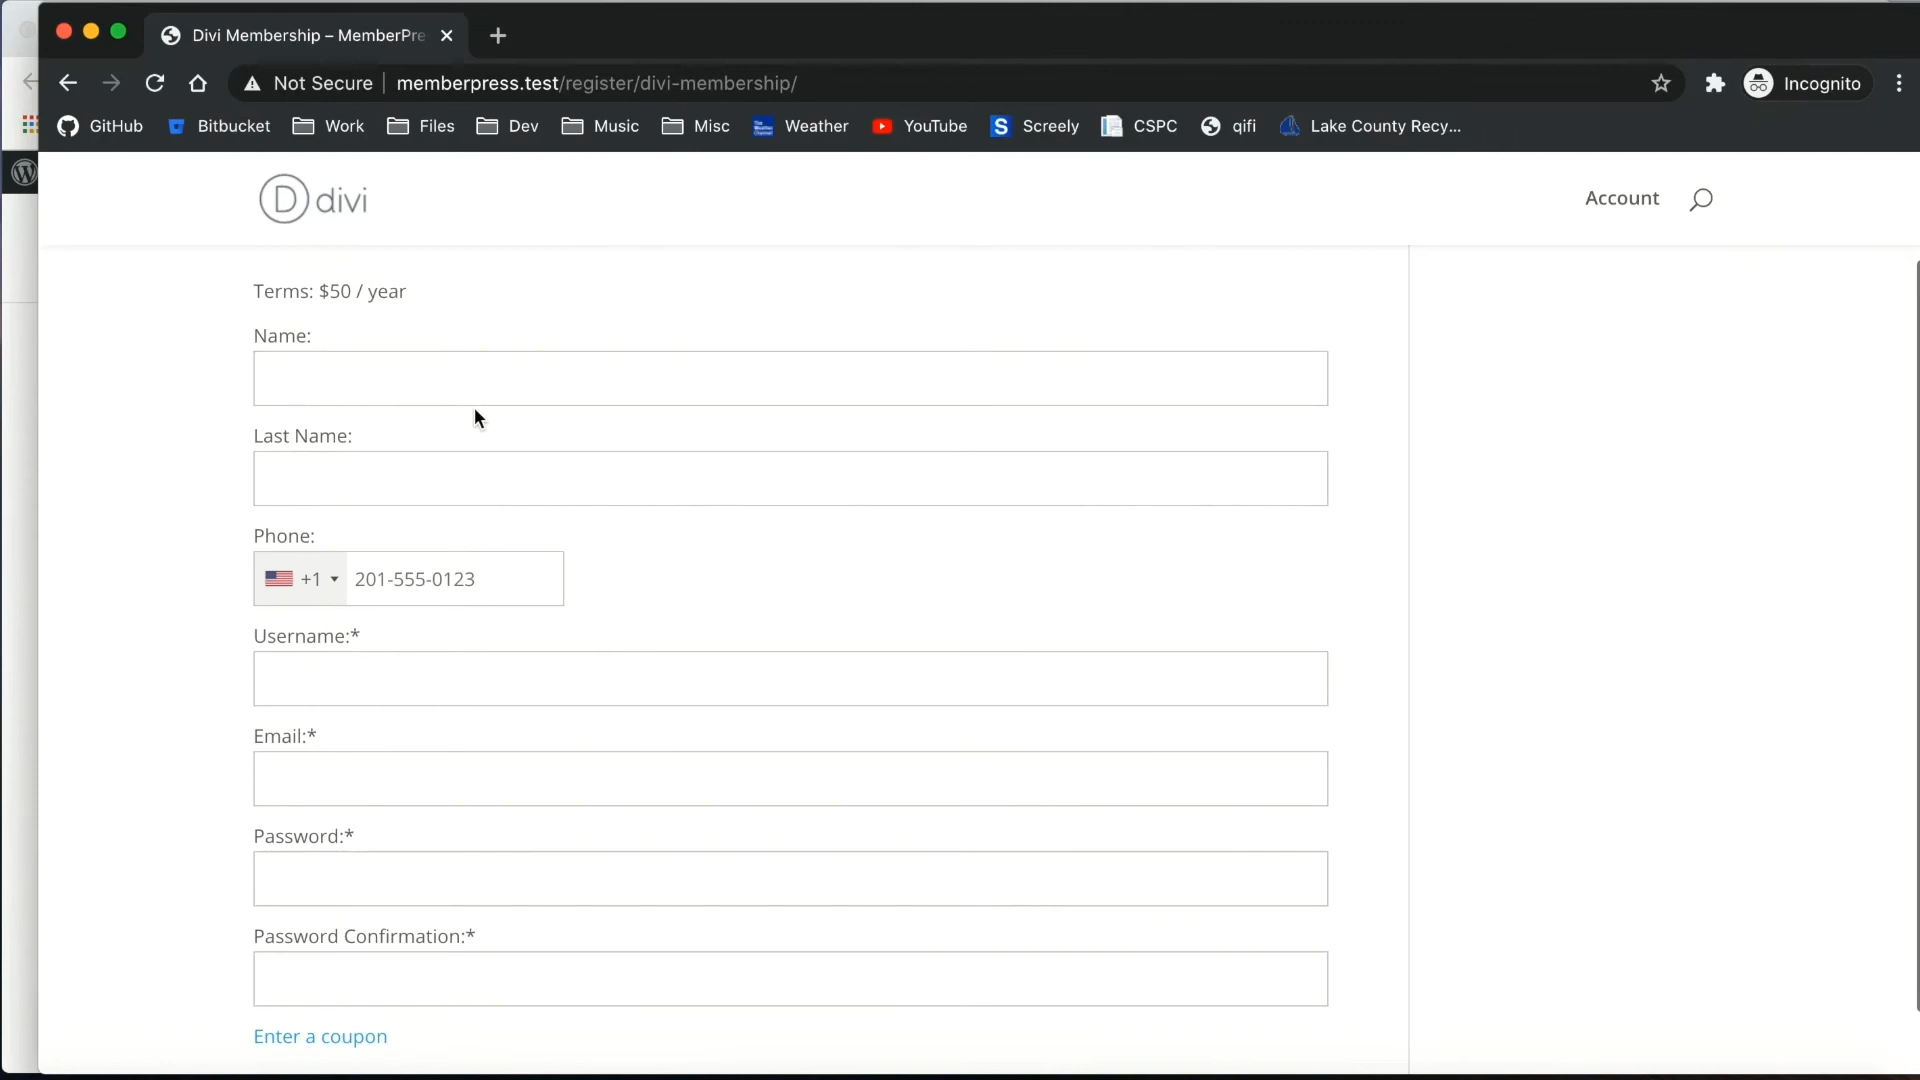 Divi Membership – MemberPre
Not Secure memberpress.test/register/divi-membership/ Incognito
GitHub Bitbucket Work Files Dev Music Misc Weather YouTube S Screely CSPC qifi Lake County Recy...
D divi Account
Terms: $50 / year
Name:
Last Name:
Phone:
+1 201-555-0123
Username:*
Email:*
Password:*
Password Confirmation:*
Enter a coupon